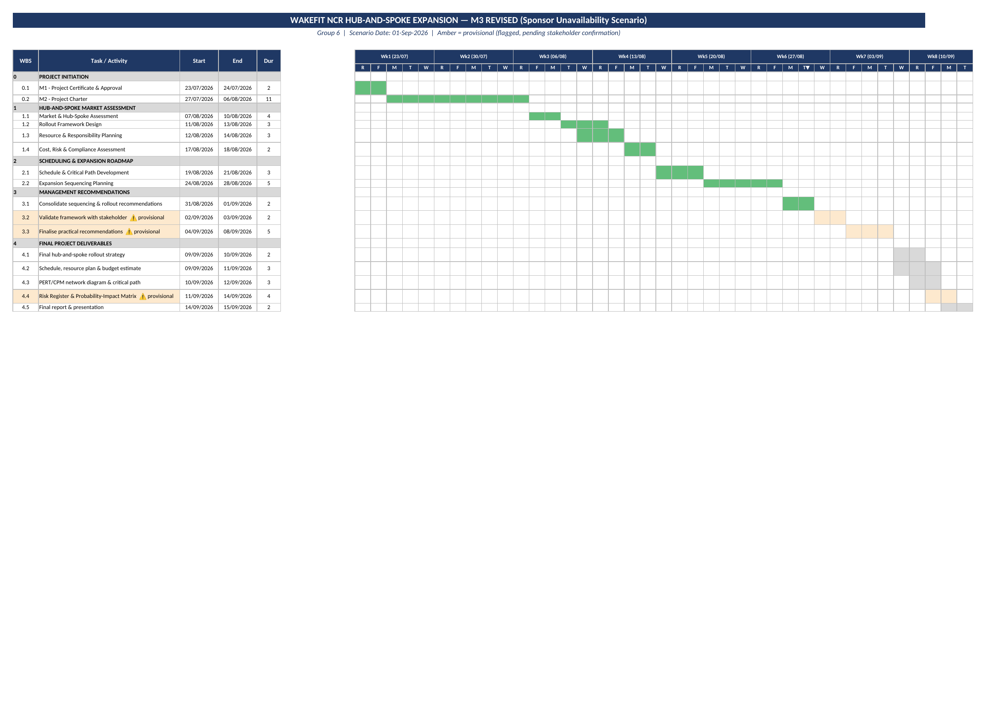 WAKEFIT NCR HUB-AND-SPOKE EXPANSION — M3 REVISED (Sponsor Unavailability Scenario)
Group 6 | Scenario Date: 01-Sep-2026 | Amber = provisional (flagged, pending stakeholder confirmation)
WBS Task / Activity Start End Dur Wk1 (23/07) Wk2 (30/07) Wk3 (06/08) Wk4 (13/08) Wk5 (20/08) Wk6 (27/08) Wk7 (03/09) Wk8 (10/09)
R F M T W R F M T W R F M T W R F M T W R F M T W R F M T▼ W R F M T W R F M T
0 PROJECT INITIATION
0.1 M1 - Project Certificate & Approval 23/07/2026 24/07/2026 2
0.2 M2 - Project Charter 27/07/2026 06/08/2026 11
1 HUB-AND-SPOKE MARKET ASSESSMENT
1.1 Market & Hub-Spoke Assessment 07/08/2026 10/08/2026 4
1.2 Rollout Framework Design 11/08/2026 13/08/2026 3
1.3 Resource & Responsibility Planning 12/08/2026 14/08/2026 3
1.4 Cost, Risk & Compliance Assessment 17/08/2026 18/08/2026 2
2 SCHEDULING & EXPANSION ROADMAP
2.1 Schedule & Critical Path Development 19/08/2026 21/08/2026 3
2.2 Expansion Sequencing Planning 24/08/2026 28/08/2026 5
3 MANAGEMENT RECOMMENDATIONS
3.1 Consolidate sequencing & rollout recommendations 31/08/2026 01/09/2026 2
3.2 Validate framework with stakeholder ⚠ provisional 02/09/2026 03/09/2026 2
3.3 Finalise practical recommendations ⚠ provisional 04/09/2026 08/09/2026 5
4 FINAL PROJECT DELIVERABLES
4.1 Final hub-and-spoke rollout strategy 09/09/2026 10/09/2026 2
4.2 Schedule, resource plan & budget estimate 09/09/2026 11/09/2026 3
4.3 PERT/CPM network diagram & critical path 10/09/2026 12/09/2026 3
4.4 Risk Register & Probability-Impact Matrix ⚠ provisional 11/09/2026 14/09/2026 4
4.5 Final report & presentation 14/09/2026 15/09/2026 2